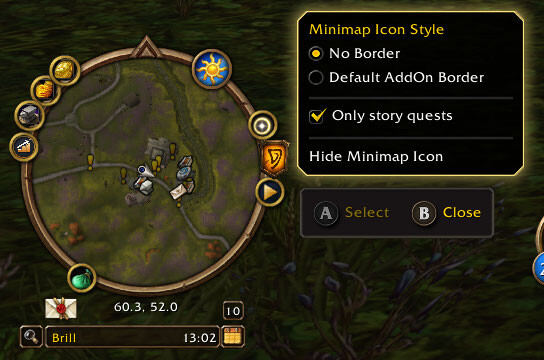 Minimap Icon Style
No Border
Default AddOn Border
Only story quests
Hide Minimap Icon
A Select
B Close
60.3, 52.0
10
Brill
13:02
2